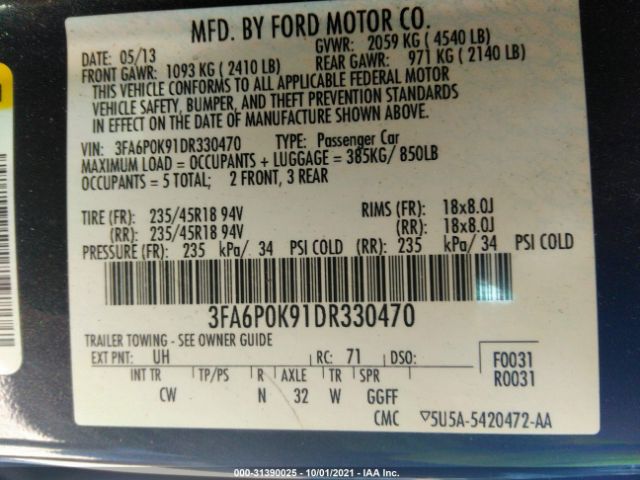 MFD. BY FORD MOTOR CO.
DATE: 05/13 GVWR: 2059 KG ( 4540 LB)
FRONT GAWR: 1093 KG ( 2410 LB) REAR GAWR: 971 KG ( 2140 LB)
THIS VEHICLE CONFORMS TO ALL APPLICABLE FEDERAL MOTOR
VEHICLE SAFETY, BUMPER, AND THEFT PREVENTION STANDARDS
IN EFFECT ON THE DATE OF MANUFACTURE SHOWN ABOVE.
VIN: 3FA6P0K91DR330470 TYPE: Passenger Car
MAXIMUM LOAD = OCCUPANTS + LUGGAGE = 385KG/ 850LB
OCCUPANTS = 5 TOTAL; 2 FRONT, 3 REAR
TIRE (FR): 235/45R18 94V RIMS (FR): 18x8.0J
(RR): 235/45R18 94V (RR): 18x8.0J
PRESSURE (FR): 235 kPa/ 34 PSI COLD (RR): 235 kPa/ 34 PSI COLD
3FA6P0K91DR330470
TRAILER TOWING - SEE OWNER GUIDE
EXT PNT: UH RC: 71 DSO: F0031
INT TR TP/PS R AXLE TR SPR R0031
CW N 32 W GGFF
CMC ▽5U5A-5420472-AA
000-31390025 - 10/01/2021 - IAA Inc.